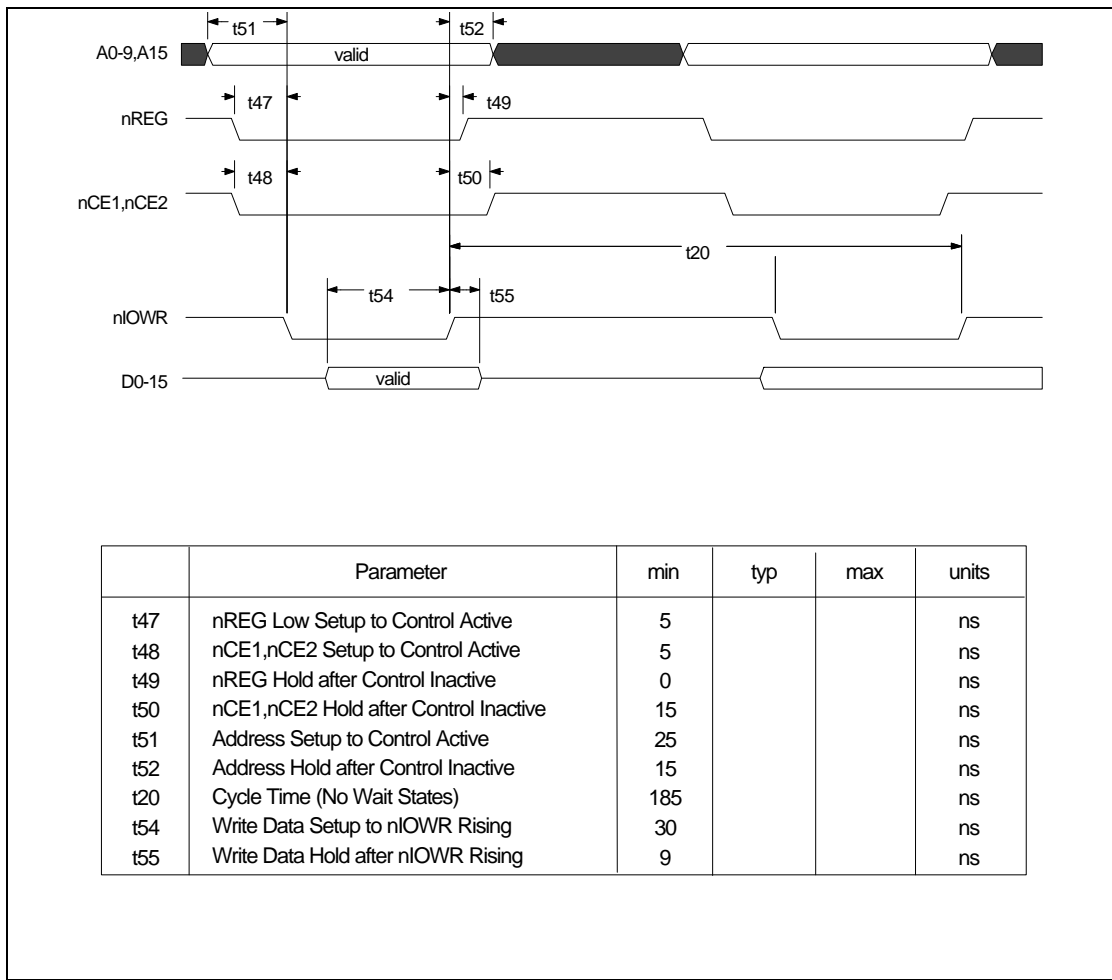 t51
t52
A0-9,A15
valid
t47
t49
nREG
t48
t50
nCE1,nCE2
t20
t54
t55
nIOWR
D0-15
valid
Parameter min typ max units
t47 nREG Low Setup to Control Active 5 ns
t48 nCE1,nCE2 Setup to Control Active 5 ns
t49 nREG Hold after Control Inactive 0 ns
t50 nCE1,nCE2 Hold after Control Inactive 15 ns
t51 Address Setup to Control Active 25 ns
t52 Address Hold after Control Inactive 15 ns
t20 Cycle Time (No Wait States) 185 ns
t54 Write Data Setup to nIOWR Rising 30 ns
t55 Write Data Hold after nIOWR Rising 9 ns